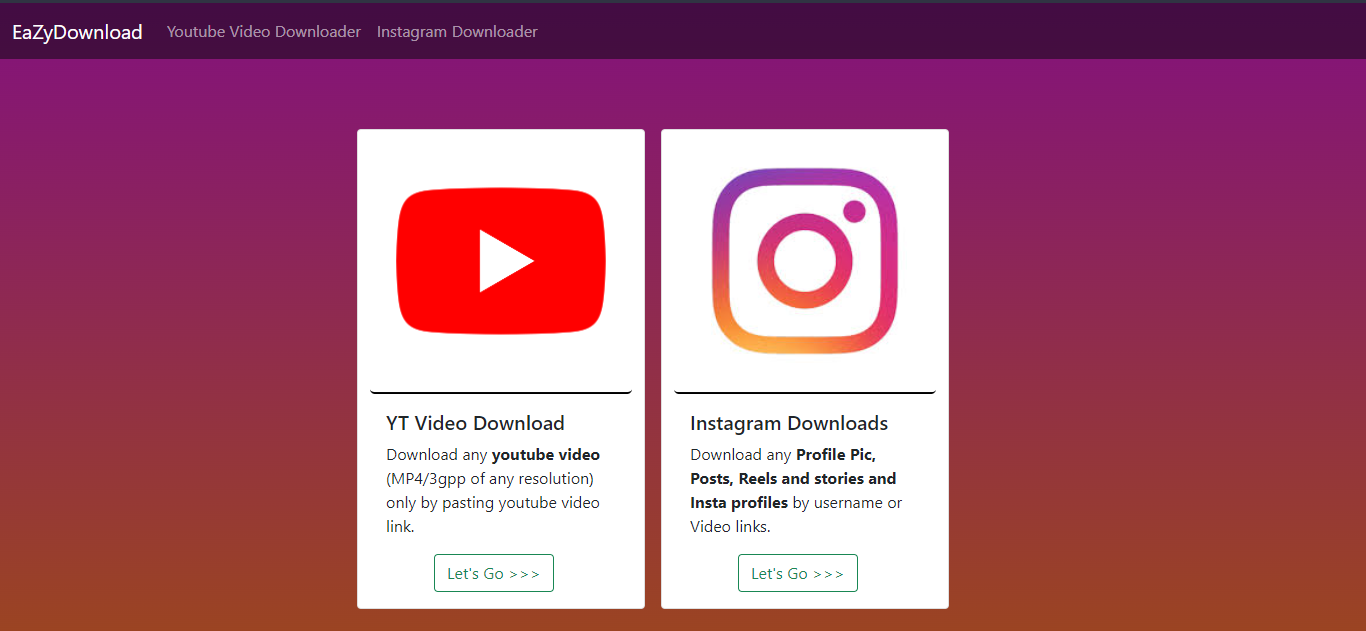 EaZyDownload Youtube Video Downloader Instagram Downloader
YT Video Download
Download any youtube video
(MP4/3gpp of any resolution)
only by pasting youtube video
link.
Let's Go >>>
Instagram Downloads
Download any Profile Pic,
Posts, Reels and stories and
Insta profiles by username or
Video links.
Let's Go >>>